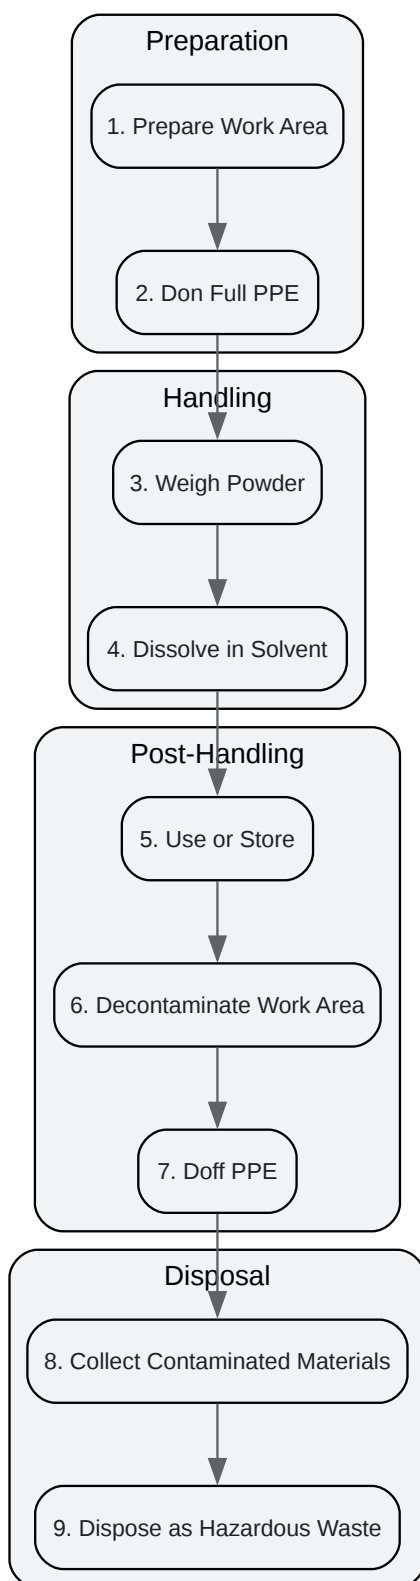 Preparation
1. Prepare Work Area
2. Don Full PPE
Handling
3. Weigh Powder
4. Dissolve in Solvent
Post-Handling
5. Use or Store
6. Decontaminate Work Area
7. Doff PPE
Disposal
8. Collect Contaminated Materials
9. Dispose as Hazardous Waste